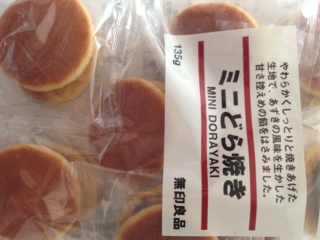 やわらかくしっとりと焼きあげた
生地で、あずきの風味を生かした
甘さ控えめの餡をはさみました。
ミニどら焼き
MINI DORAYAKI
135g
無印良品